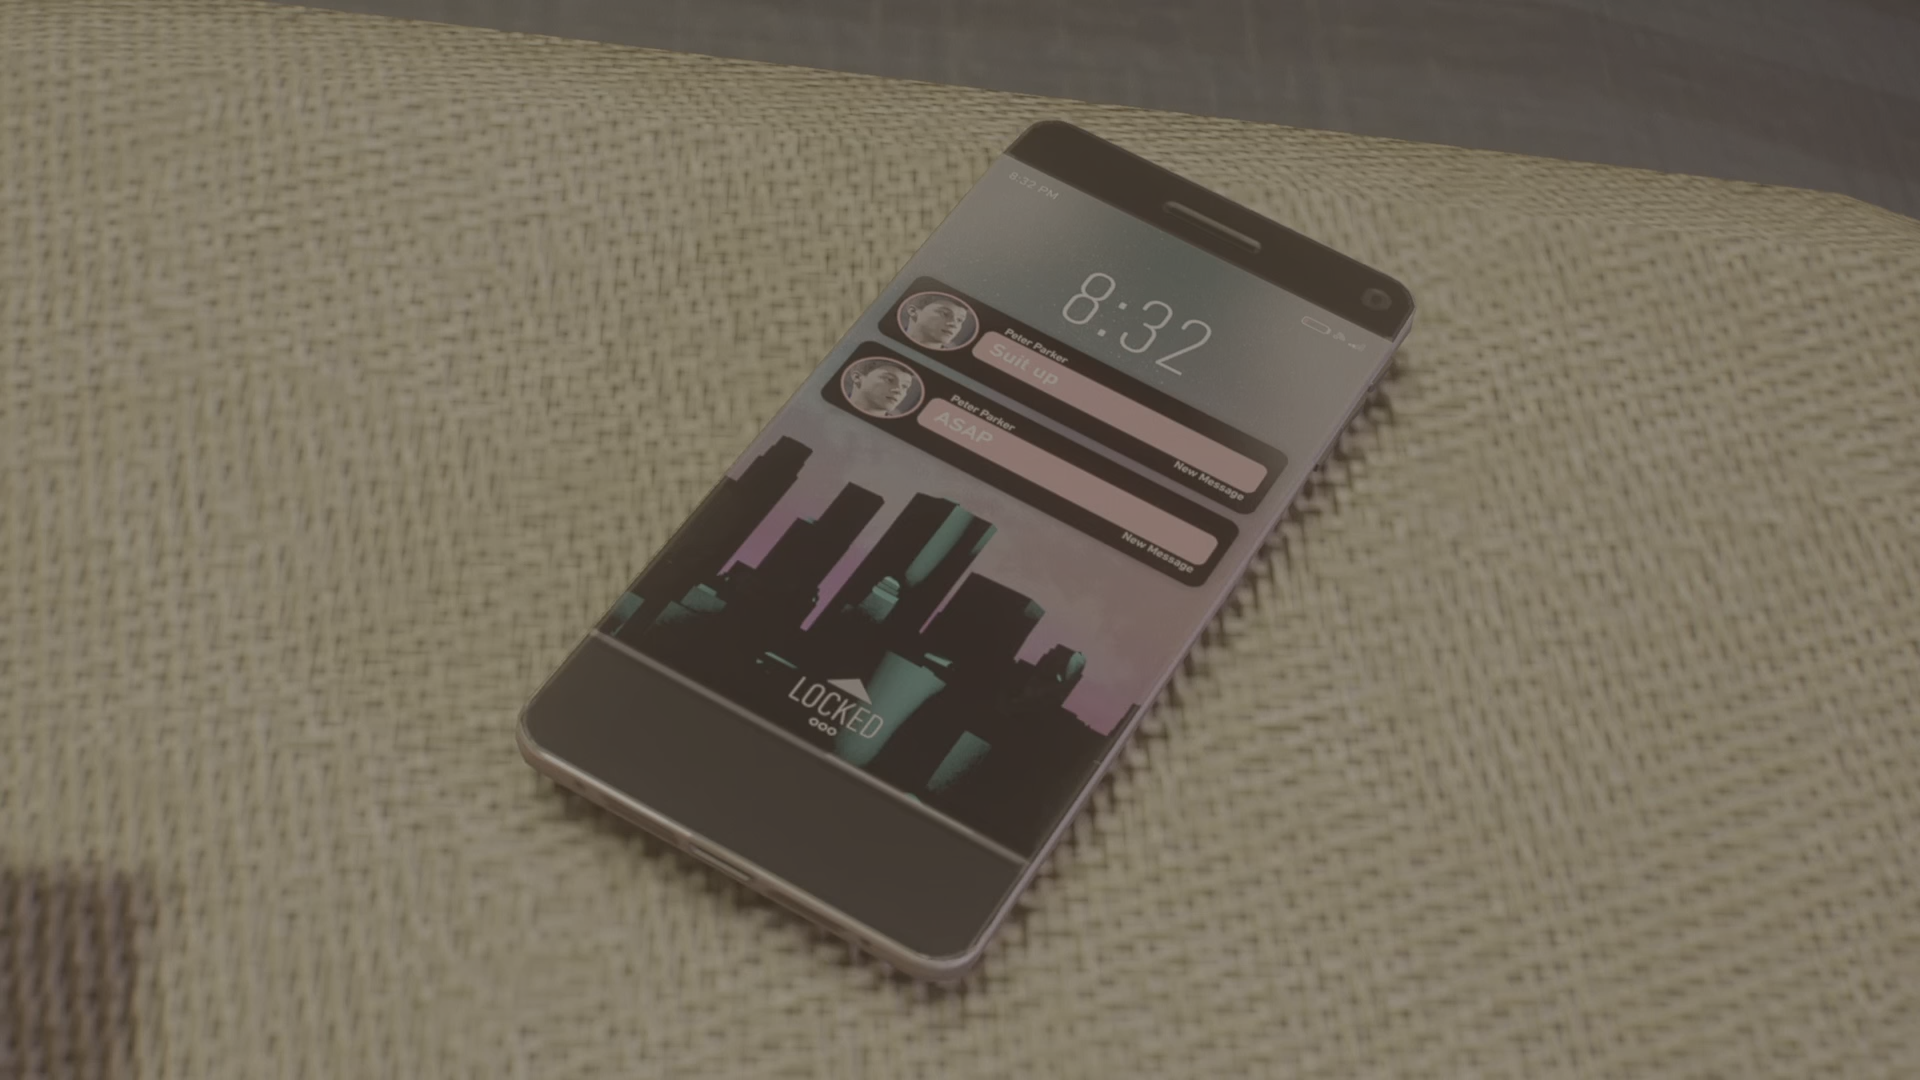 8:32 PM
8:32
Peter Parker
Suit up
New Message
Peter Parker
ASAP
New Message
LOCKED